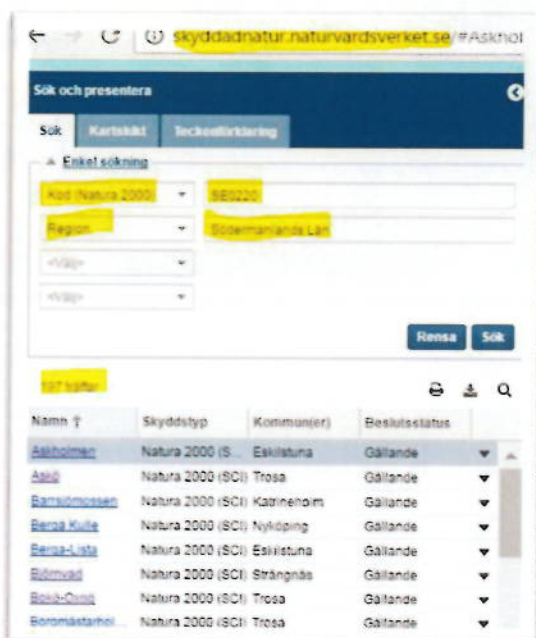 skyddadnatur.naturvardsverket.se/#Askhol
Sök och presentera
Sök Kartskikt Teckenförklaring
Enkel sökning
Kod (Natura 2000) SE0220
Region Södermanlands Län
<Välj>
<Välj>
Rensa Sök
197 träffar
Namn Skyddstyp Kommun(er) Beslutsstatus
Askholmen Natura 2000 (S... Eskilstuna Gällande
Askö Natura 2000 (SCI) Trosa Gällande
Barrsjömossen Natura 2000 (SCI) Katrineholm Gällande
Berga Kulle Natura 2000 (SCI) Nyköping Gällande
Berga-Lista Natura 2000 (SCI) Eskilstuna Gällande
Björnvad Natura 2000 (SCI) Strängnäs Gällande
Natura 2000 (SCI) Trosa Gällande
Borgmästarhol... Natura 2000 (SCI) Trosa Gällande